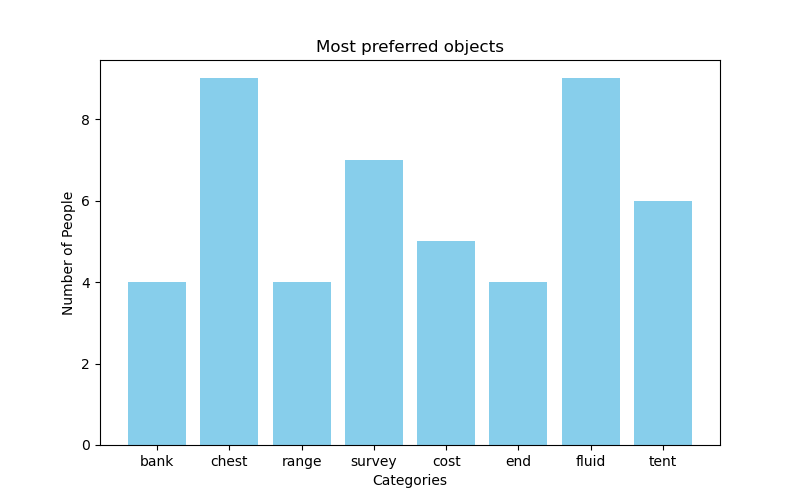 Most preferred objects
Number of People
8
6
4
2
0
bank chest range survey cost end fluid tent
Categories